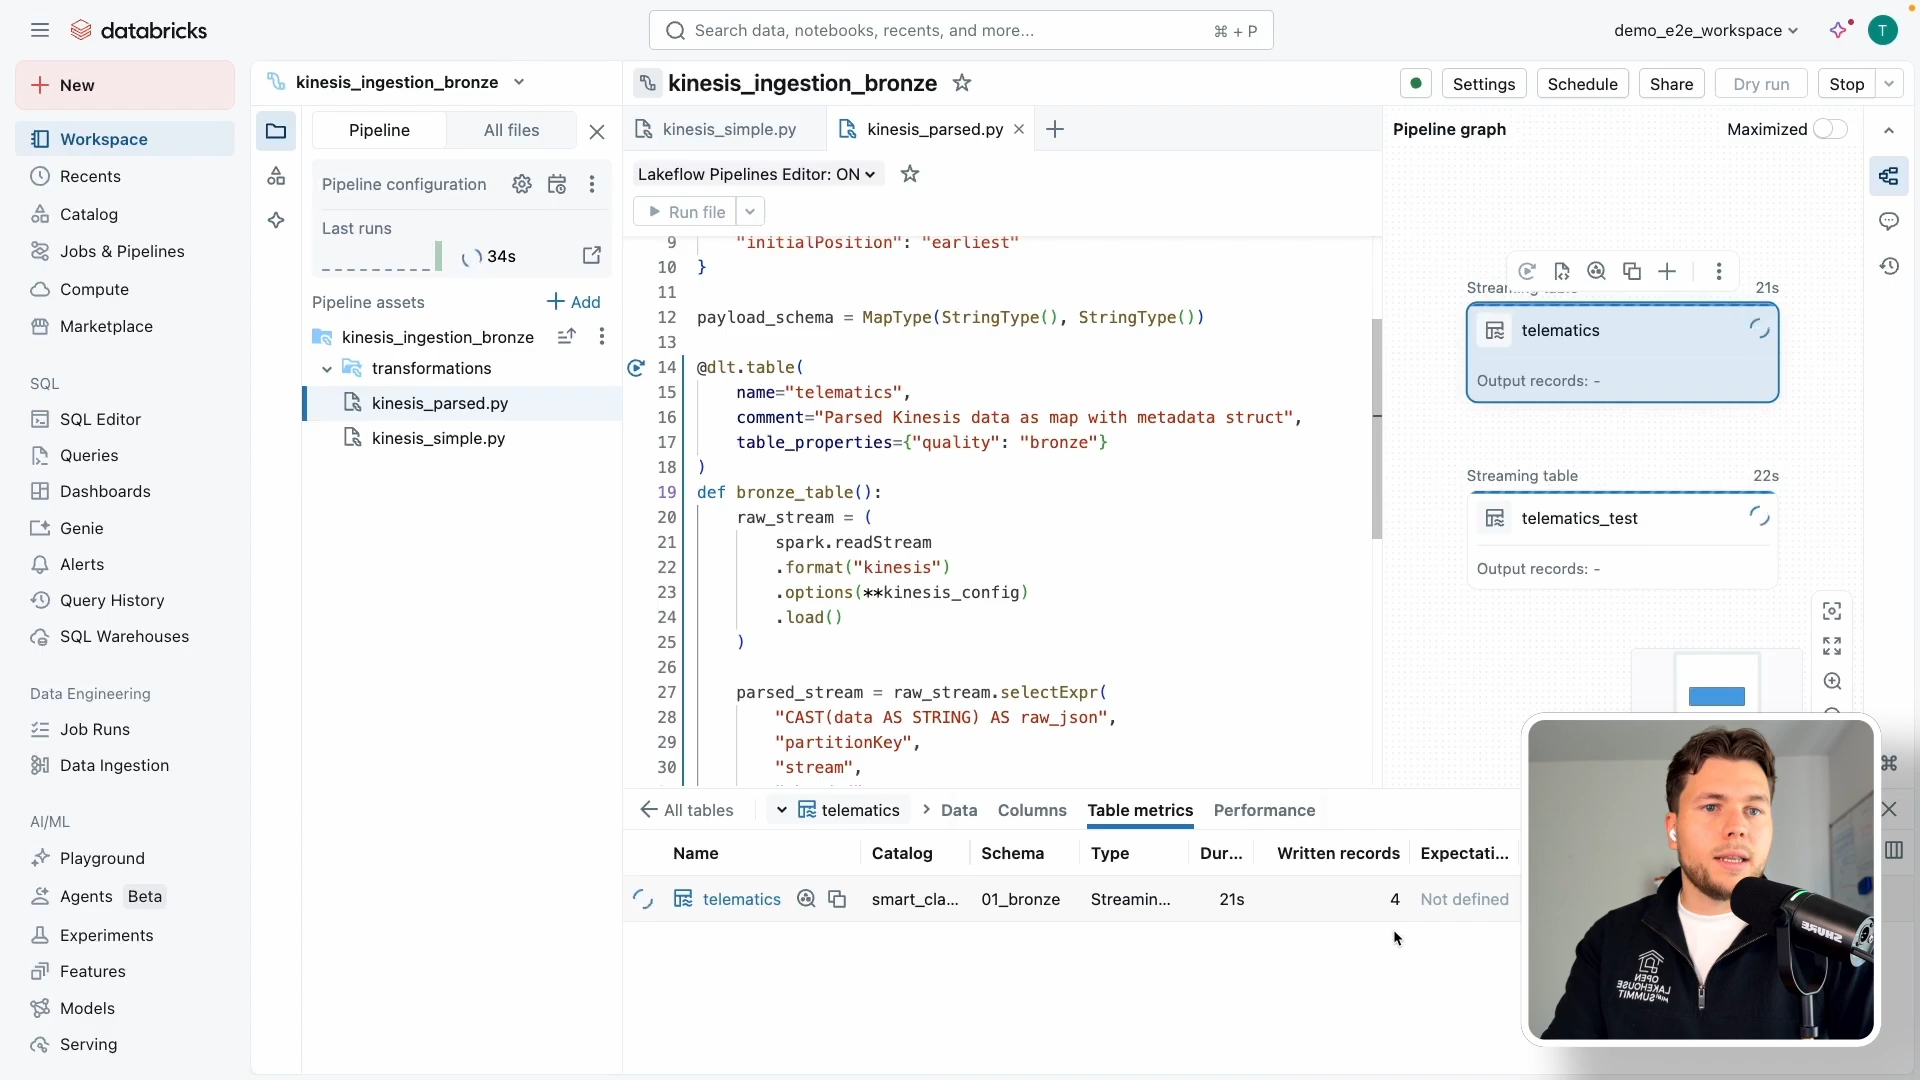 databricks
Search data, notebooks, recents, and more...
⌘ + P
demo_e2e_workspace
T
New
Workspace
Recents
Catalog
Jobs & Pipelines
Compute
Marketplace
SQL
SQL Editor
Queries
Dashboards
Genie
Alerts
Query History
SQL Warehouses
Data Engineering
Job Runs
Data Ingestion
AI/ML
Playground
Agents Beta
Experiments
Features
Models
Serving
kinesis_ingestion_bronze
Pipeline
All files
Pipeline configuration
Last runs
34s
Pipeline assets
Add
kinesis_ingestion_bronze
transformations
kinesis_parsed.py
kinesis_simple.py
kinesis_ingestion_bronze
Settings
Schedule
Share
Dry run
Stop
kinesis_simple.py
kinesis_parsed.py
Lakeflow Pipelines Editor: ON
Run file
9 "initialPosition": "earliest"
10 }
11
12 payload_schema = MapType(StringType(), StringType())
13
14 @dlt.table(
15 name="telematics",
16 comment="Parsed Kinesis data as map with metadata struct",
17 table_properties={"quality": "bronze"}
18 )
19 def bronze_table():
20 raw_stream = (
21 spark.readStream
22 .format("kinesis")
23 .options(**kinesis_config)
24 .load()
25 )
26
27 parsed_stream = raw_stream.selectExpr(
28 "CAST(data AS STRING) AS raw_json",
29 "partitionKey",
30 "stream",
Pipeline graph
Maximized
21s
telematics
Output records: -
Streaming table 22s
telematics_test
Output records: -
All tables
telematics
Data
Columns
Table metrics
Performance
Name Catalog Schema Type Dur... Written records Expectati...
telematics smart_cla... 01_bronze Streamin... 21s 4 Not defined
OPEN
LAKEHOUSE
SUMMIT
SHURE